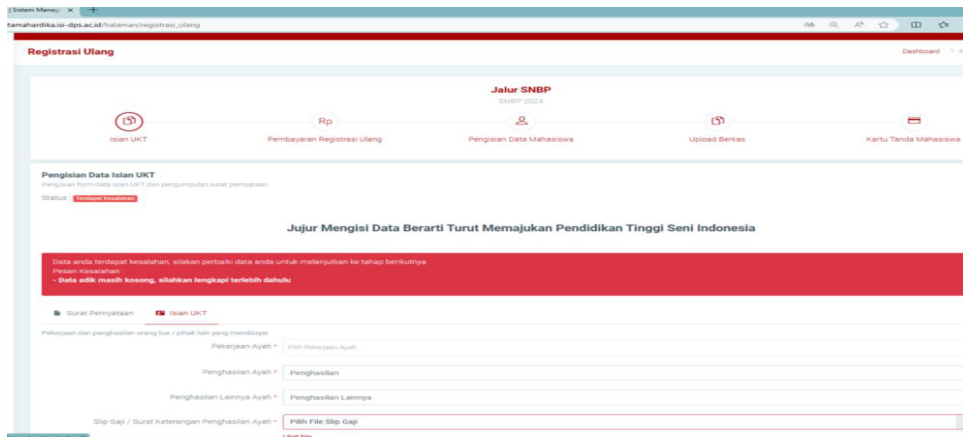 | Sistem Manaj
tamahardika.isi-dps.ac.id/halaman/registrasi_ulang
Registrasi Ulang
Dashboard
Jalur SNBP
SNBP 2024
Isian UKT
Rp
Pembayaran Registrasi Ulang
Pengisian Data Mahasiswa
Upload Berkas
Kartu Tanda Mahasiswa
Pengisian Data Isian UKT
Pengisian form data isian UKT dan pengumpulan surat pernyataan
Status : Terdapat Kesalahan
Jujur Mengisi Data Berarti Turut Memajukan Pendidikan Tinggi Seni Indonesia
Data anda terdapat kesalahan, silakan perbaiki data anda untuk melanjutkan ke tahap berikutnya
Pesan Kesalahan :
- Data adik masih kosong, silahkan lengkapi terlebih dahulu
Surat Pernyataan
Isian UKT
Pekerjaan dan penghasilan orang tua / pihak lain yang membiayai
Pekerjaan Ayah * Pilih Pekerjaan Ayah
Penghasilan Ayah * Penghasilan
Penghasilan Lainnya Ayah * Penghasilan Lainnya
Slip Gaji / Surat Keterangan Penghasilan Ayah * Pilih File Slip Gaji